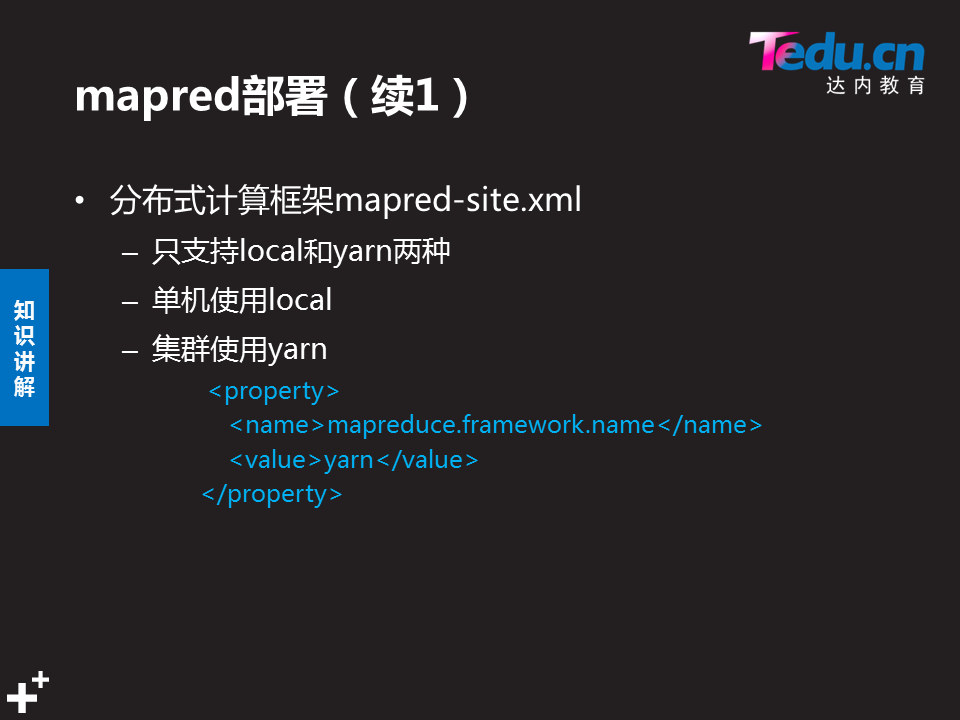 Tedu.cn
达内教育
mapred部署（续1）
• 分布式计算框架mapred-site.xml
– 只支持local和yarn两种
– 单机使用local
– 集群使用yarn
<property>
<name>mapreduce.framework.name</name>
<value>yarn</value>
</property>
知识讲解